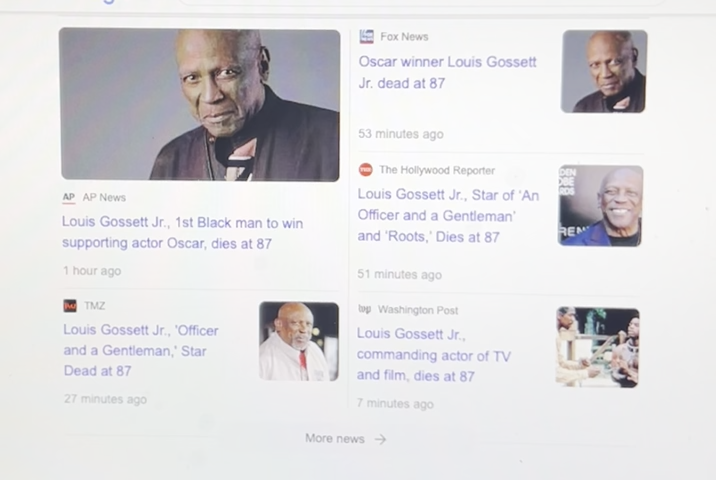 AP AP News
Louis Gossett Jr., 1st Black man to win
supporting actor Oscar, dies at 87
1 hour ago
TMZ
Louis Gossett Jr., 'Officer
and a Gentleman,' Star
Dead at 87
27 minutes ago
Fox News
Oscar winner Louis Gossett
Jr. dead at 87
53 minutes ago
The Hollywood Reporter
Louis Gossett Jr., Star of 'An
Officer and a Gentleman'
and 'Roots,' Dies at 87
51 minutes ago
wp Washington Post
Louis Gossett Jr.,
commanding actor of TV
and film, dies at 87
7 minutes ago
More news →